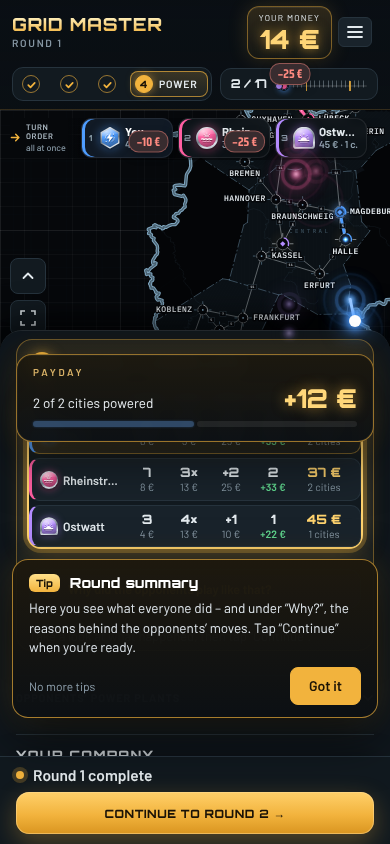 GRID MASTER
ROUND 1
YOUR MONEY
14 €
4 POWER
2 / 17
-25 €
TURN
ORDER
all at once
1
-10 €
2
-25 €
3 Ostw...
45 € · 1 c.
BREMEN
HANNOVER
BRAUNSCHWEIG
MAGDEBUR
HALLE
KASSEL
ERFURT
KOBLENZ
FRANKFURT
PAYDAY
2 of 2 cities powered
+12 €
Rheinstr... 7 3x +2 2 37 €
8 € 13 € 25 € +33 € 2 cities
Ostwatt 3 4x +1 1 45 €
4 € 13 € 10 € +22 € 1 cities
Tip Round summary
Here you see what everyone did – and under “Why?”, the
reasons behind the opponents’ moves. Tap “Continue”
when you’re ready.
No more tips
Got it
YOUR COMPANY
Round 1 complete
CONTINUE TO ROUND 2 →